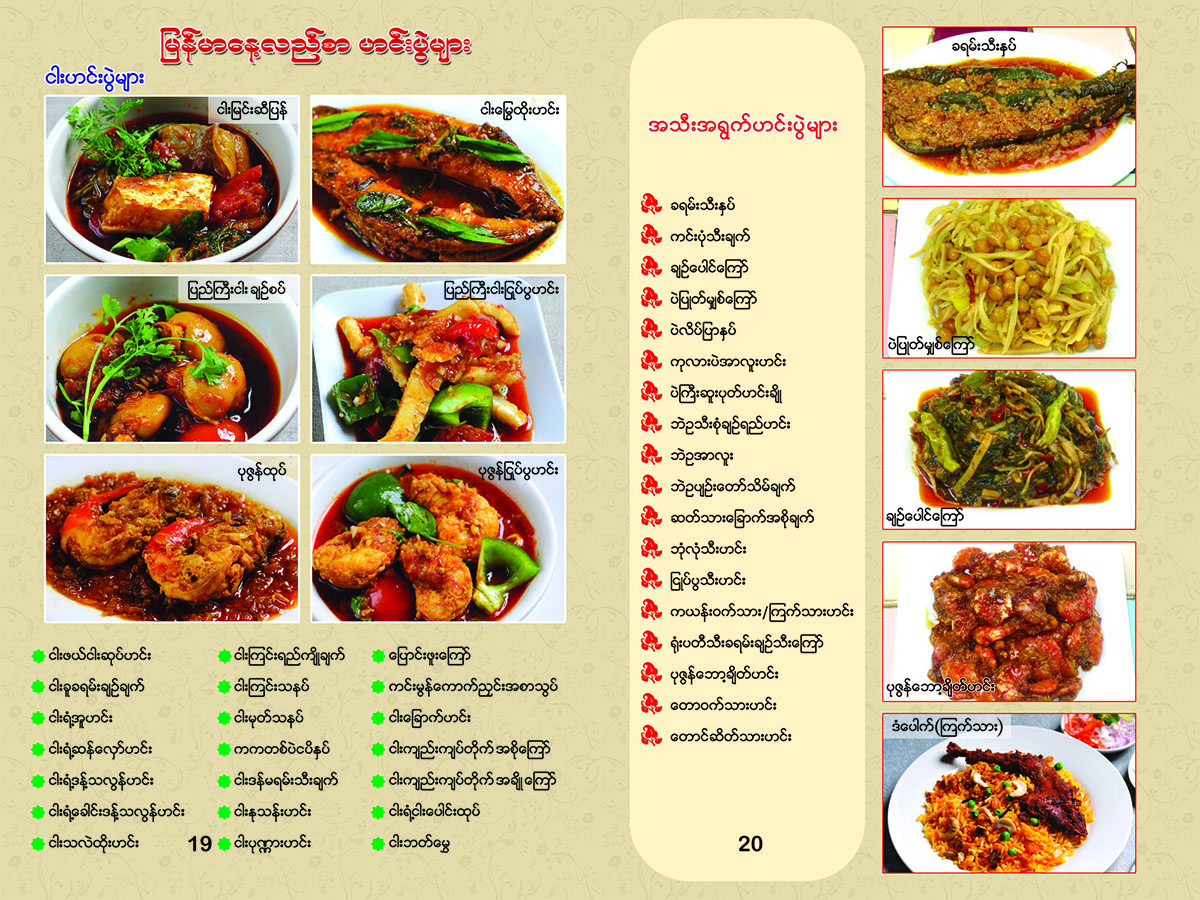 မြန်မာနေ့လည်စာ ဟင်းပွဲများ
ငါးဟင်းပွဲများ
ငါးမြင်းဆီပြန်
ငါးမြွေထိုးဟင်း
ပြည်ကြီးငါး ချဉ်စပ်
ပြည်ကြီးငါးငြုပ်ပွဟင်း
ပုဇွန်ထုပ်
ပုဇွန်ငြုပ်ပွဟင်း
ငါးဖယ်ငါးဆုပ်ဟင်း
ငါးခူခရမ်းချဉ်ချက်
ငါးရံ့အူဟင်း
ငါးရံ့ဆန်လှော်ဟင်း
ငါးရံ့ဒန့်သလွန်ဟင်း
ငါးရံ့ခေါင်းဒန့်သလွန်ဟင်း
ငါးသလဲထိုးဟင်း
ငါးကြင်းရည်ကျိုချက်
ငါးကြင်းသနပ်
ငါးမုတ်သနပ်
ကကတစ်ပဲငပိနှပ်
ငါးဒန်မရမ်းသီးချက်
ငါးနုသန်းဟင်း
ငါးပုဏ္ဏားဟင်း
ပြောင်းဖူးကြော်
ကင်းမွန်ကောက်ညှင်းအစာသွပ်
ငါးခြောက်ဟင်း
ငါးကျည်းကျပ်တိုက် အစိုကြော်
ငါးကျည်းကျပ်တိုက် အချိုကြော်
ငါးရံ့ငါးပေါင်းထုပ်
ငါးဘတ်မွှေ
19
အသီးအရွက်ဟင်းပွဲများ
ခရမ်းသီးနှပ်
ကင်းပုံသီးချက်
ချဉ်ပေါင်ကြော်
ပဲပြုတ်မျှစ်ကြော်
ပဲလိပ်ပြာနှပ်
ကုလားပဲအာလူးဟင်း
ပဲကြီးဆူးပုတ်ဟင်းချို
ဘဲဥသီးစုံချဉ်ရည်ဟင်း
ဘဲဥအာလူး
ဘဲဥပျဉ်းတော်သိမ်ချက်
ဆတ်သားခြောက်အစိုချက်
ဘုံလုံသီးဟင်း
ငြုပ်ပွသီးဟင်း
ကယန်းဝက်သား/ကြက်သားဟင်း
ရုံးပတီသီးခရမ်းချဉ်သီးကြော်
ပုဇွန်ဘော့ချိတ်ဟင်း
တောဝက်သားဟင်း
တောင်ဆိတ်သားဟင်း
20
ခရမ်းသီးနှပ်
ပဲပြုတ်မျှစ်ကြော်
ချဉ်ပေါင်ကြော်
ပုဇွန်ဘော့ချိတ်ဟင်း
ဒံပေါက်(ကြက်သား)